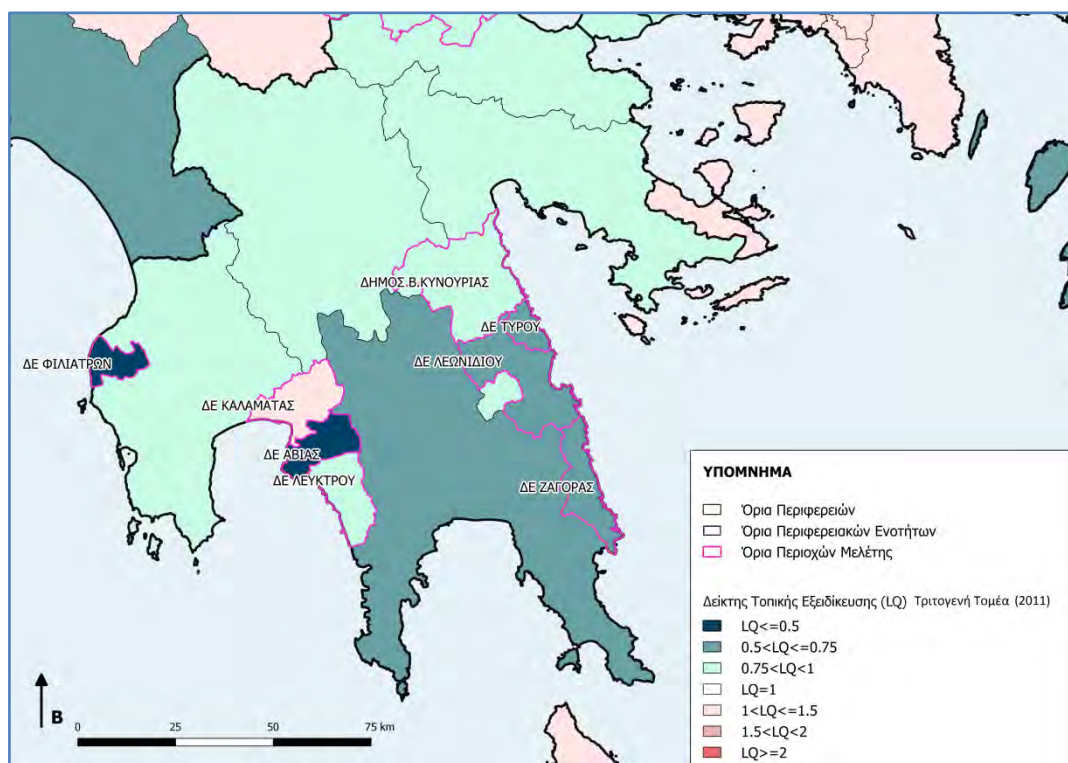 ΔΗΜΟΣ.Β.ΚΥΝΟΥΡΙΑΣ
ΔΕ ΤΥΡΟΥ
ΔΕ ΛΕΩΝΙΔΙΟΥ
ΔΕ ΦΙΛΙΑΤΡΩΝ
ΔΕ ΚΑΛΑΜΑΤΑΣ
ΔΕ ΑΒΙΑΣ
ΔΕ ΛΕΥΚΤΡΟΥ
ΔΕ ΖΑΓΟΡΑΣ
ΥΠΟΜΝΗΜΑ
Όρια Περιφερειών
Όρια Περιφερειακών Ενοτήτων
Όρια Περιοχών Μελέτης
Δείκτης Τοπικής Εξειδίκευσης (LQ) Τριτογενή Τομέα (2011)
LQ<=0.5
0.5<LQ<=0.75
0.75<LQ<1
LQ=1
1<LQ<=1.5
1.5<LQ<2
LQ>=2
Β
0 25 50 75 km